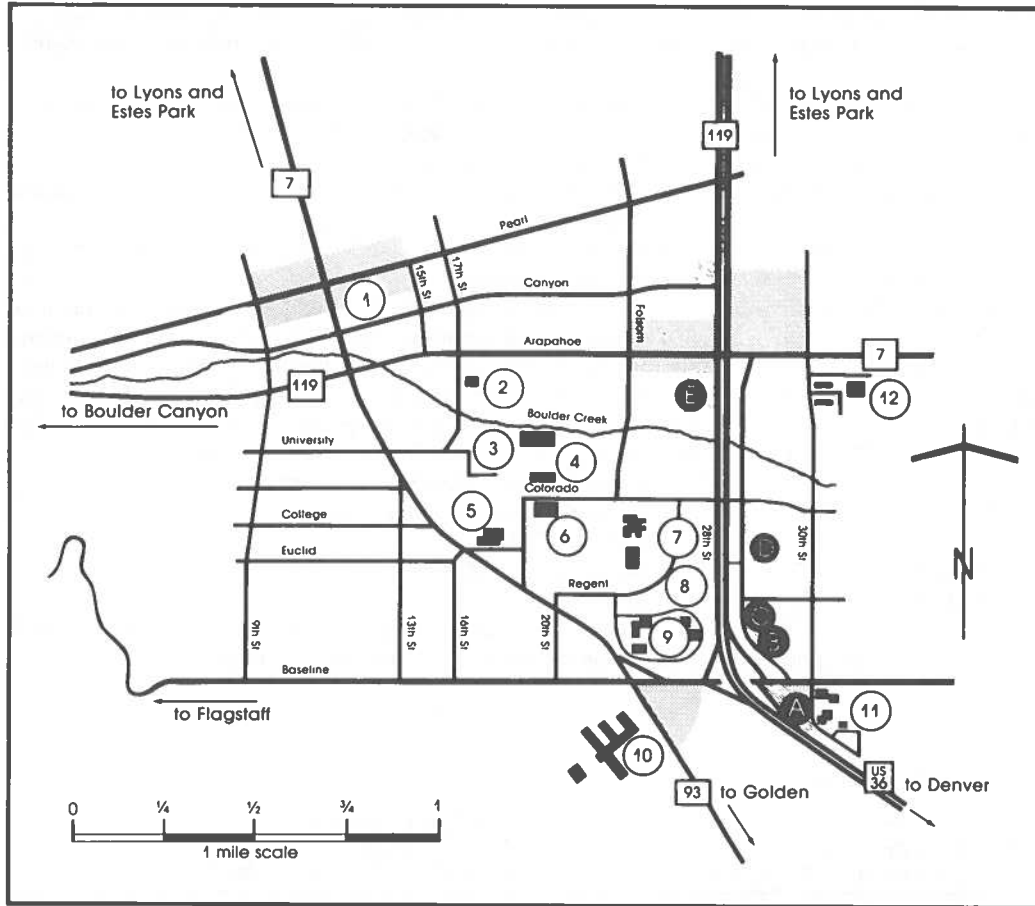 to Lyons and
Estes Park
to Lyons and
Estes Park
119
7
Pearl
15th St
17th St
1
Canyon
Folsom
Arapahoe
7
119
2
E
12
to Boulder Canyon
Boulder Creek
University
3
4
Colorado
College
5
6
7
28th St
D
30th St
N
Euclid
Regent
8
C
B
9
9th St
13th St
16th St
20th St
Baseline
A
11
to Flagstaff
10
93
to Golden
US
36
to Denver
0
1/4
1/2
3/4
1
1 mile scale